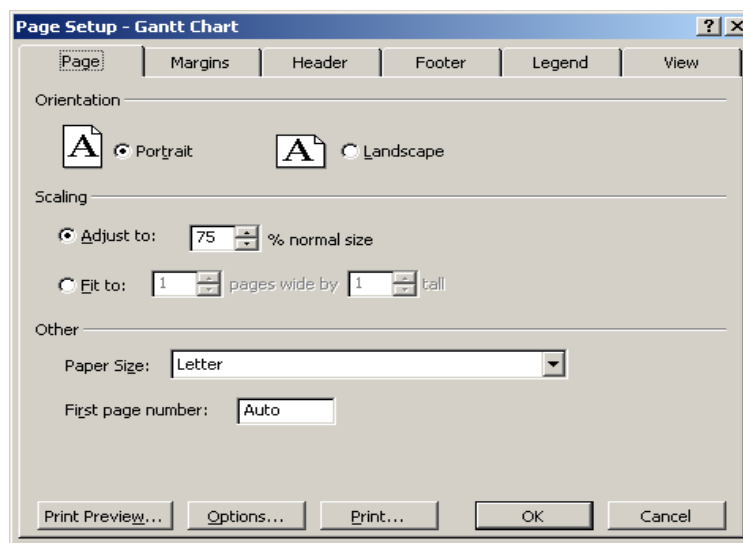 Page Setup - Gantt Chart
Page Margins Header Footer Legend View
Orientation
A Portrait A Landscape
Scaling
Adjust to: 75 % normal size
Fit to: 1 pages wide by 1 tall
Other
Paper Size: Letter
First page number: Auto
Print Preview... Options... Print... OK Cancel